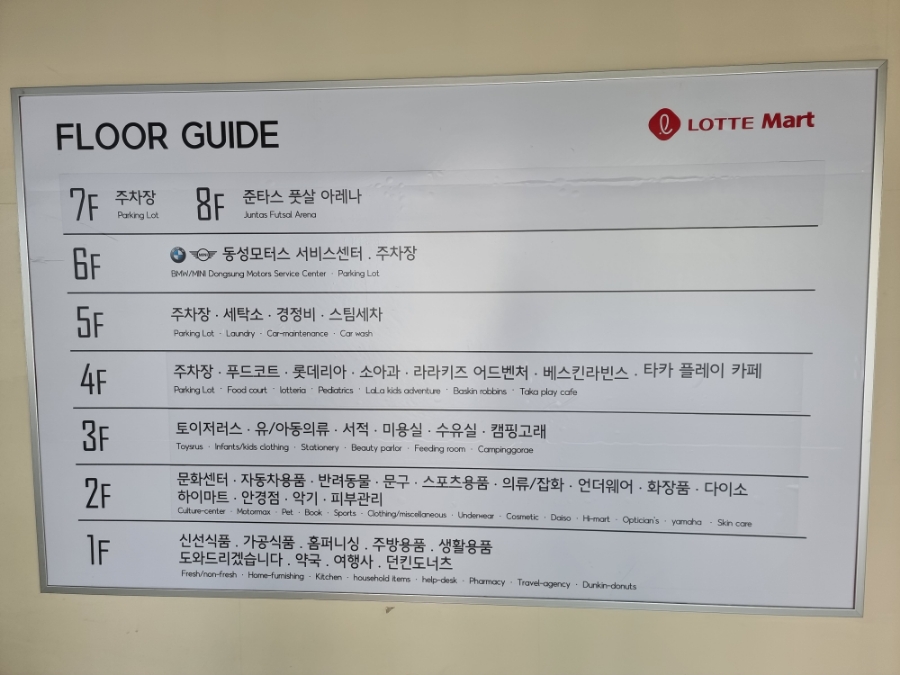 FLOOR GUIDE
LOTTE Mart
7F 주차장 8F 준타스 풋살 아레나
Parking Lot Juntas Futsal Arena
6F MINI 동성모터스 서비스센터 . 주차장
BMW/MINI Dongsung Motors Service Center · Parking Lot
5F 주차장 · 세탁소 · 경정비 · 스팀세차
Parking Lot · Laundry · Car-maintenance · Car wash
4F 주차장 · 푸드코트 · 롯데리아 · 소아과 · 라라키즈 어드벤처 · 베스킨라빈스 · 타카 플레이 카페
Parking Lot · Food court · lotteria · Pediatrics · LaLa kids adventure · Baskin robbins · Taka play cafe
3F 토이저러스 · 유/아동의류 · 서적 · 미용실 · 수유실 · 캠핑고래
Toysrus · Infants/kids clothing · Stationery · Beauty parlor · Feeding room · Campinggorae
2F 문화센터 · 자동차용품 · 반려동물 · 문구 · 스포츠용품 · 의류/잡화 · 언더웨어 · 화장품 · 다이소
하이마트 · 안경점 · 악기 · 피부관리
Culture-center · Motormax · Pet · Book · Sports · Clothing/miscellaneous · Underwear · Cosmetic · Daiso · Hi-mart · Optician's · yamaha · Skin care
1F 신선식품 . 가공식품 . 홈퍼니싱 . 주방용품 . 생활용품
도와드리겠습니다 . 약국 . 여행사 . 던킨도너츠
Fresh/non-fresh · Home-furnishing · Kitchen · household items · help-desk · Pharmacy · Travel-agency · Dunkin-donuts